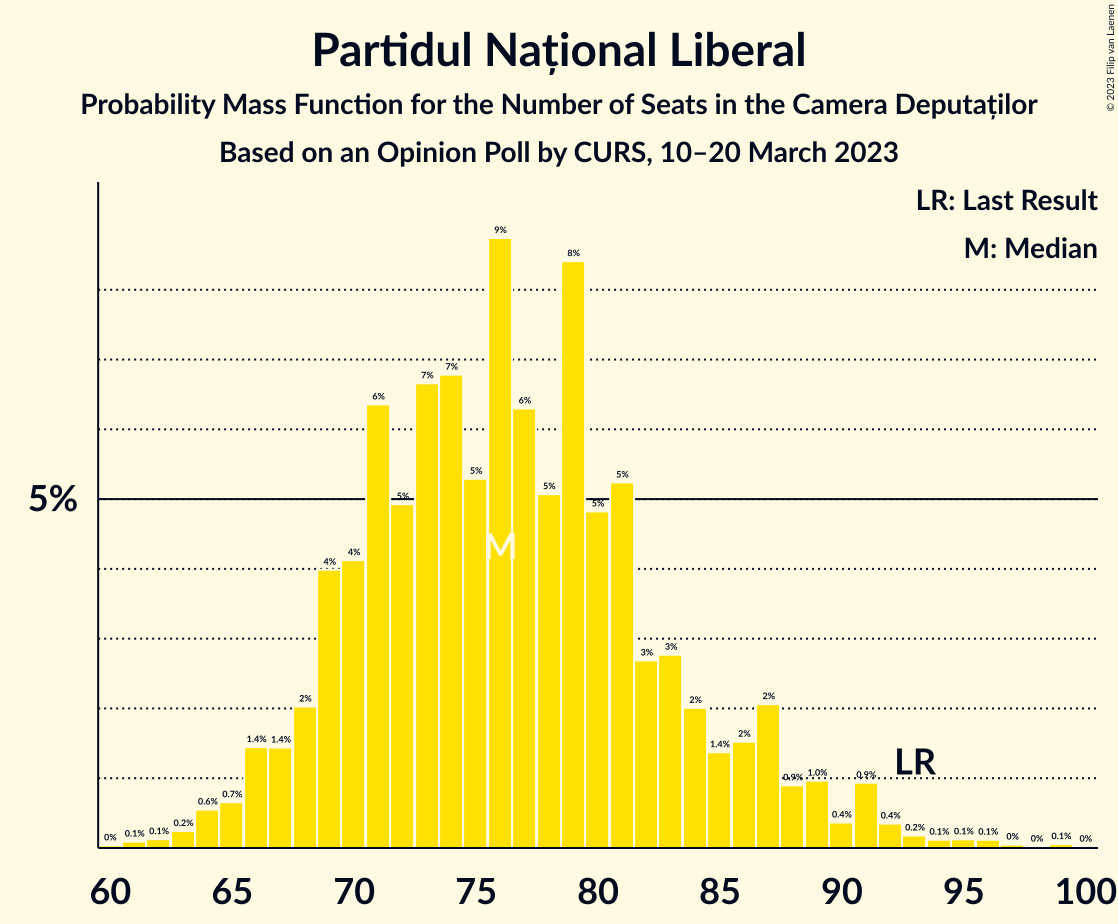 Partidul Național Liberal
Probability Mass Function for the Number of Seats in the Camera Deputaților
Based on an Opinion Poll by CURS, 10–20 March 2023
© 2023 Filip van Laenen
LR: Last Result
M: Median
5%
0% 0.1% 0.1% 0.2% 0.6% 0.7% 1.4% 1.4% 2% 4% 4% 6% 5% 7% 7% 5% 9% 6% 5% 8% 5% 5% 3% 3% 2% 1.4% 2% 2% 0.9% 1.0% 0.4% 0.9% 0.4% 0.2% 0.1% 0.1% 0.1% 0% 0% 0.1% 0%
M
LR
60 65 70 75 80 85 90 95 100